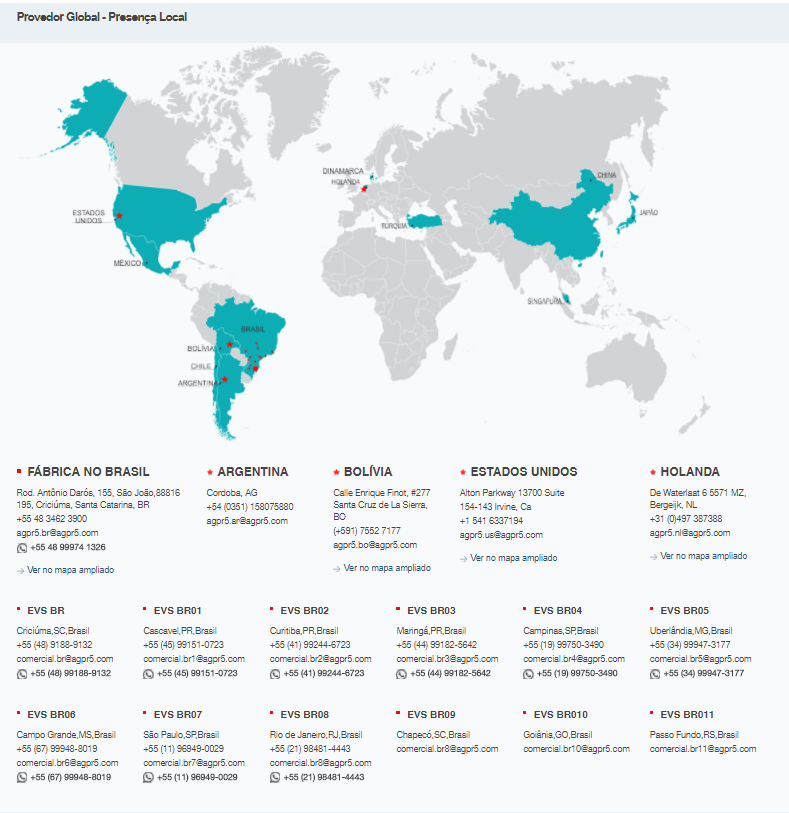 Provedor Global - Presença Local
DINAMARCA
HOLANDA
CHINA
ESTADOS
UNIDOS
JAPÃO
TURQUIA
MÉXICO
SINGAPURA
BRASIL
BOLÍVIA
CHILE
ARGENTINA
FÁBRICA NO BRASIL
Rod. Antônio Darós, 155, São João,88816
195, Criciúma, Santa Catarina, BR
+55 48 3462 3900
agpr5.br@agpr5.com
+55 48 99974 1326
Ver no mapa ampliado
ARGENTINA
Cordoba, AG
+54 (0351) 158075880
agpr5.ar@agpr5.com
BOLÍVIA
Calle Enrique Finot, #277
Santa Cruz de La Sierra,
BO
(+591) 7552 7177
agpr5.bo@agpr5.com
Ver no mapa ampliado
ESTADOS UNIDOS
Alton Parkway 13700 Suite
154-143 Irvine, Ca
+1 541 6337194
agpr5.us@agpr5.com
Ver no mapa ampliado
HOLANDA
De Waterlaat 6 5571 MZ,
Bergeijk, NL
+31 (0)497 387388
agpr5.nl@agpr5.com
Ver no mapa ampliado
EVS BR
Criciúma,SC,Brasil
+55 (48) 9188-9132
comercial.br@agpr5.com
+55 (48) 99188-9132
EVS BR01
Cascavel,PR,Brasil
+55 (45) 99151-0723
comercial.br1@agpr5.com
+55 (45) 99151-0723
EVS BR02
Curitiba,PR,Brasil
+55 (41) 99244-6723
comercial.br2@agpr5.com
+55 (41) 99244-6723
EVS BR03
Maringá,PR,Brasil
+55 (44) 99182-5642
comercial.br3@agpr5.com
+55 (44) 99182-5642
EVS BR04
Campinas,SP,Brasil
+55 (19) 99750-3490
comercial.br4@agpr5.com
+55 (19) 99750-3490
EVS BR05
Uberlândia,MG,Brasil
+55 (34) 99947-3177
comercial.br5@agpr5.com
+55 (34) 99947-3177
EVS BR06
Campo Grande,MS,Brasil
+55 (67) 99948-8019
comercial.br6@agpr5.com
+55 (67) 99948-8019
EVS BR07
São Paulo,SP,Brasil
+55 (11) 96949-0029
comercial.br7@agpr5.com
+55 (11) 96949-0029
EVS BR08
Rio de Janeiro,RJ,Brasil
+55 (21) 98481-4443
comercial.br8@agpr5.com
+55 (21) 98481-4443
EVS BR09
Chapecó,SC,Brasil
comercial.br8@agpr5.com
EVS BR010
Goiânia,GO,Brasil
comercial.br10@agpr5.com
EVS BR011
Passo Fundo,RS,Brasil
comercial.br11@agpr5.com